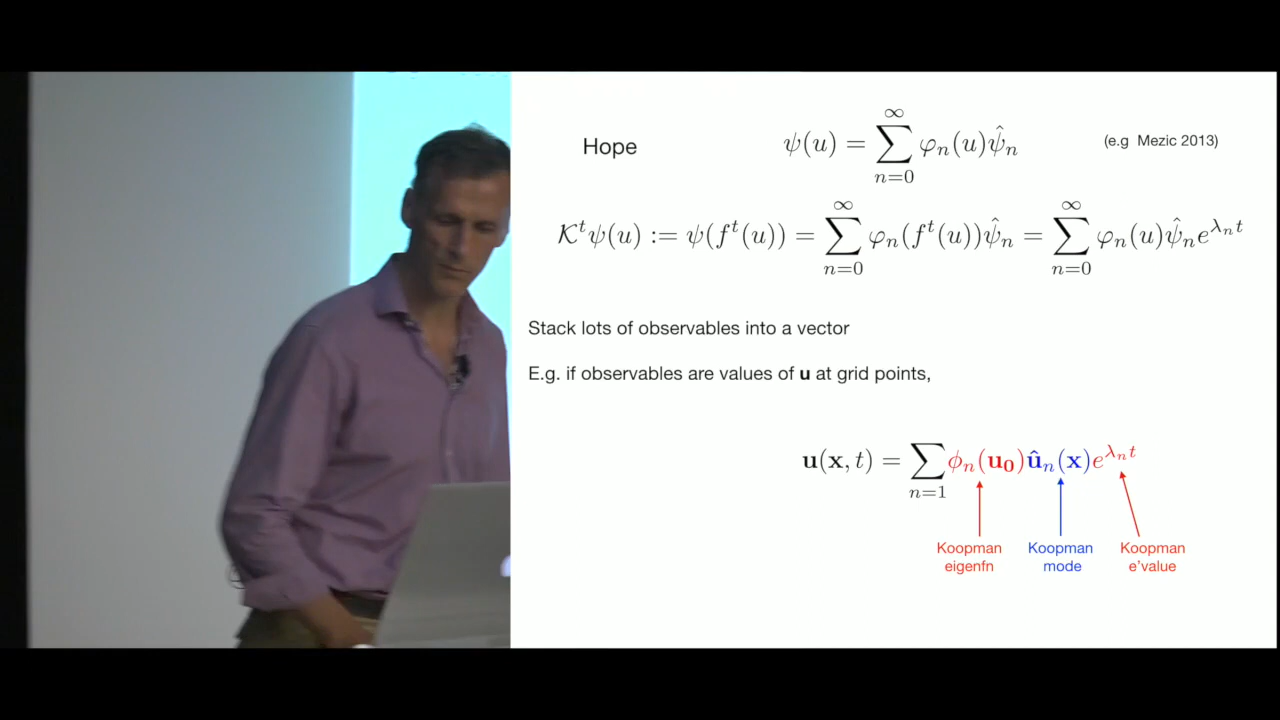 Hope ψ(u) = ∑_{n=0}^{∞} φ_n(u)ψ̂_n (e.g Mezic 2013)
𝒦^t ψ(u) := ψ(f^t(u)) = ∑_{n=0}^{∞} φ_n(f^t(u))ψ̂_n = ∑_{n=0}^{∞} φ_n(u)ψ̂_n e^{λ_n t}
Stack lots of observables into a vector
E.g. if observables are values of u at grid points,
u(x, t) = ∑_{n=1} ϕ_n(u_0)û_n(x)e^{λ_n t}
Koopman eigenfn
Koopman mode
Koopman e'value